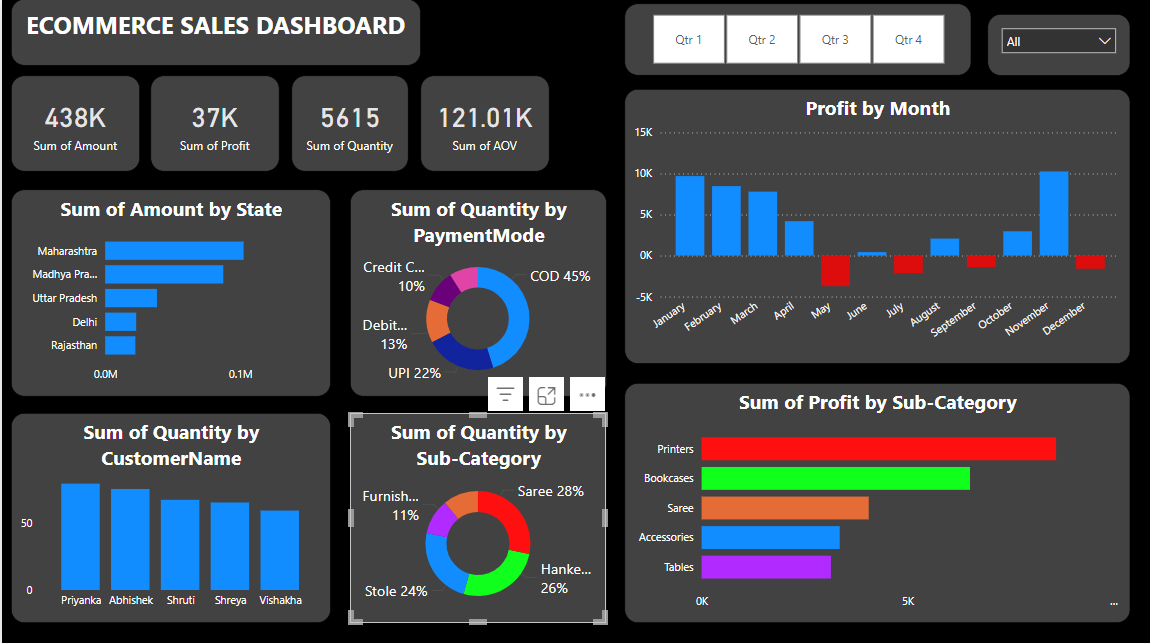 ECOMMERCE SALES DASHBOARD
Qtr 1
Qtr 2
Qtr 3
Qtr 4
All
438K
Sum of Amount
37K
Sum of Profit
5615
Sum of Quantity
121.01K
Sum of AOV
Profit by Month
15K
10K
5K
0K
-5K
January
February
March
April
May
June
July
August
September
October
November
December
Sum of Amount by State
Maharashtra
Madhya Pra...
Uttar Pradesh
Delhi
Rajasthan
0.0M
0.1M
Sum of Quantity by
PaymentMode
Credit C...
10%
COD 45%
Debit...
13%
UPI 22%
Sum of Quantity by
CustomerName
50
0
Priyanka
Abhishek
Shruti
Shreya
Vishakha
Sum of Quantity by
Sub-Category
Furnish...
11%
Saree 28%
Hanke...
26%
Stole 24%
Sum of Profit by Sub-Category
Printers
Bookcases
Saree
Accessories
Tables
0K
5K
...